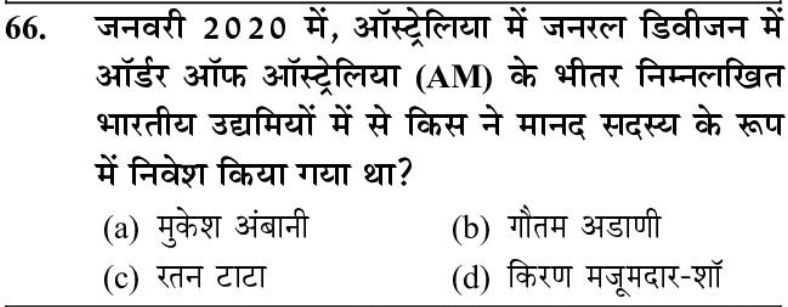 66. जनवरी 2020 में, ऑस्ट्रेलिया में जनरल डिवीजन में
ऑर्डर ऑफ ऑस्ट्रेलिया (AM) के भीतर निम्नलखित
भारतीय उद्यमियों में से किस ने मानद सदस्य के रूप
में निवेश किया गया था?
(a) मुकेश अंबानी (b) गौतम अडाणी
(c) रतन टाटा (d) किरण मजूमदार-शॉ